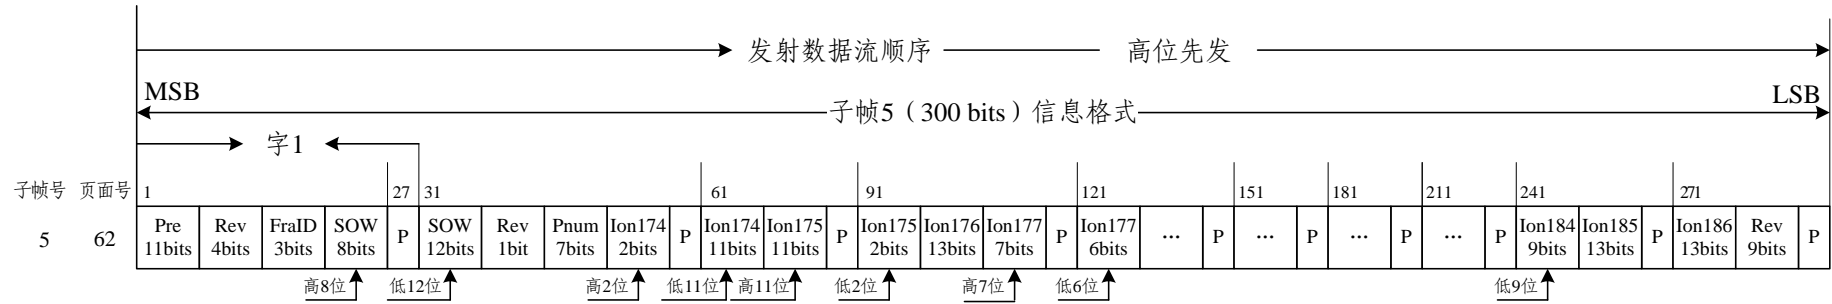 发射数据流顺序 高位先发
MSB LSB
子帧5（300 bits）信息格式
字1
子帧号 页面号 1 27 31 61 91 121 151 181 211 241 271
Pre Rev FraID SOW SOW Rev Pnum Ion174 Ion174 Ion175 Ion175 Ion176 Ion177 Ion177 Ion184 Ion185 Ion186 Rev
5 62 P P P P P ... P ... P ... P ... P P P
11bits 4bits 3bits 8bits 12bits 1bit 7bits 2bits 11bits 11bits 2bits 13bits 7bits 6bits 9bits 13bits 13bits 9bits
高8位 低12位 高2位 低11位 高11位 低2位 高7位 低6位 低9位